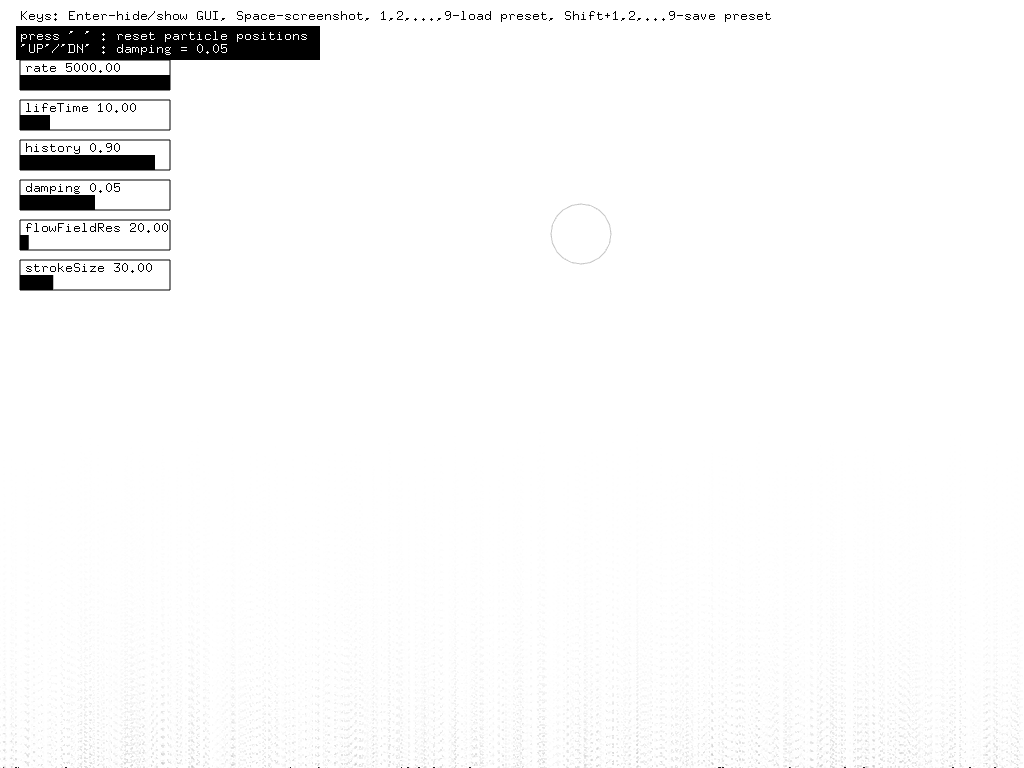 Keys: Enter-hide/show GUI, Space-screenshot, 1,2,...,9-load preset, Shift+1,2,...9-save preset
press ' ' : reset particle positions
'UP'/'DN' : damping = 0.05
rate 5000.00
lifeTime 10.00
history 0.90
damping 0.05
flowFieldRes 20.00
strokeSize 30.00